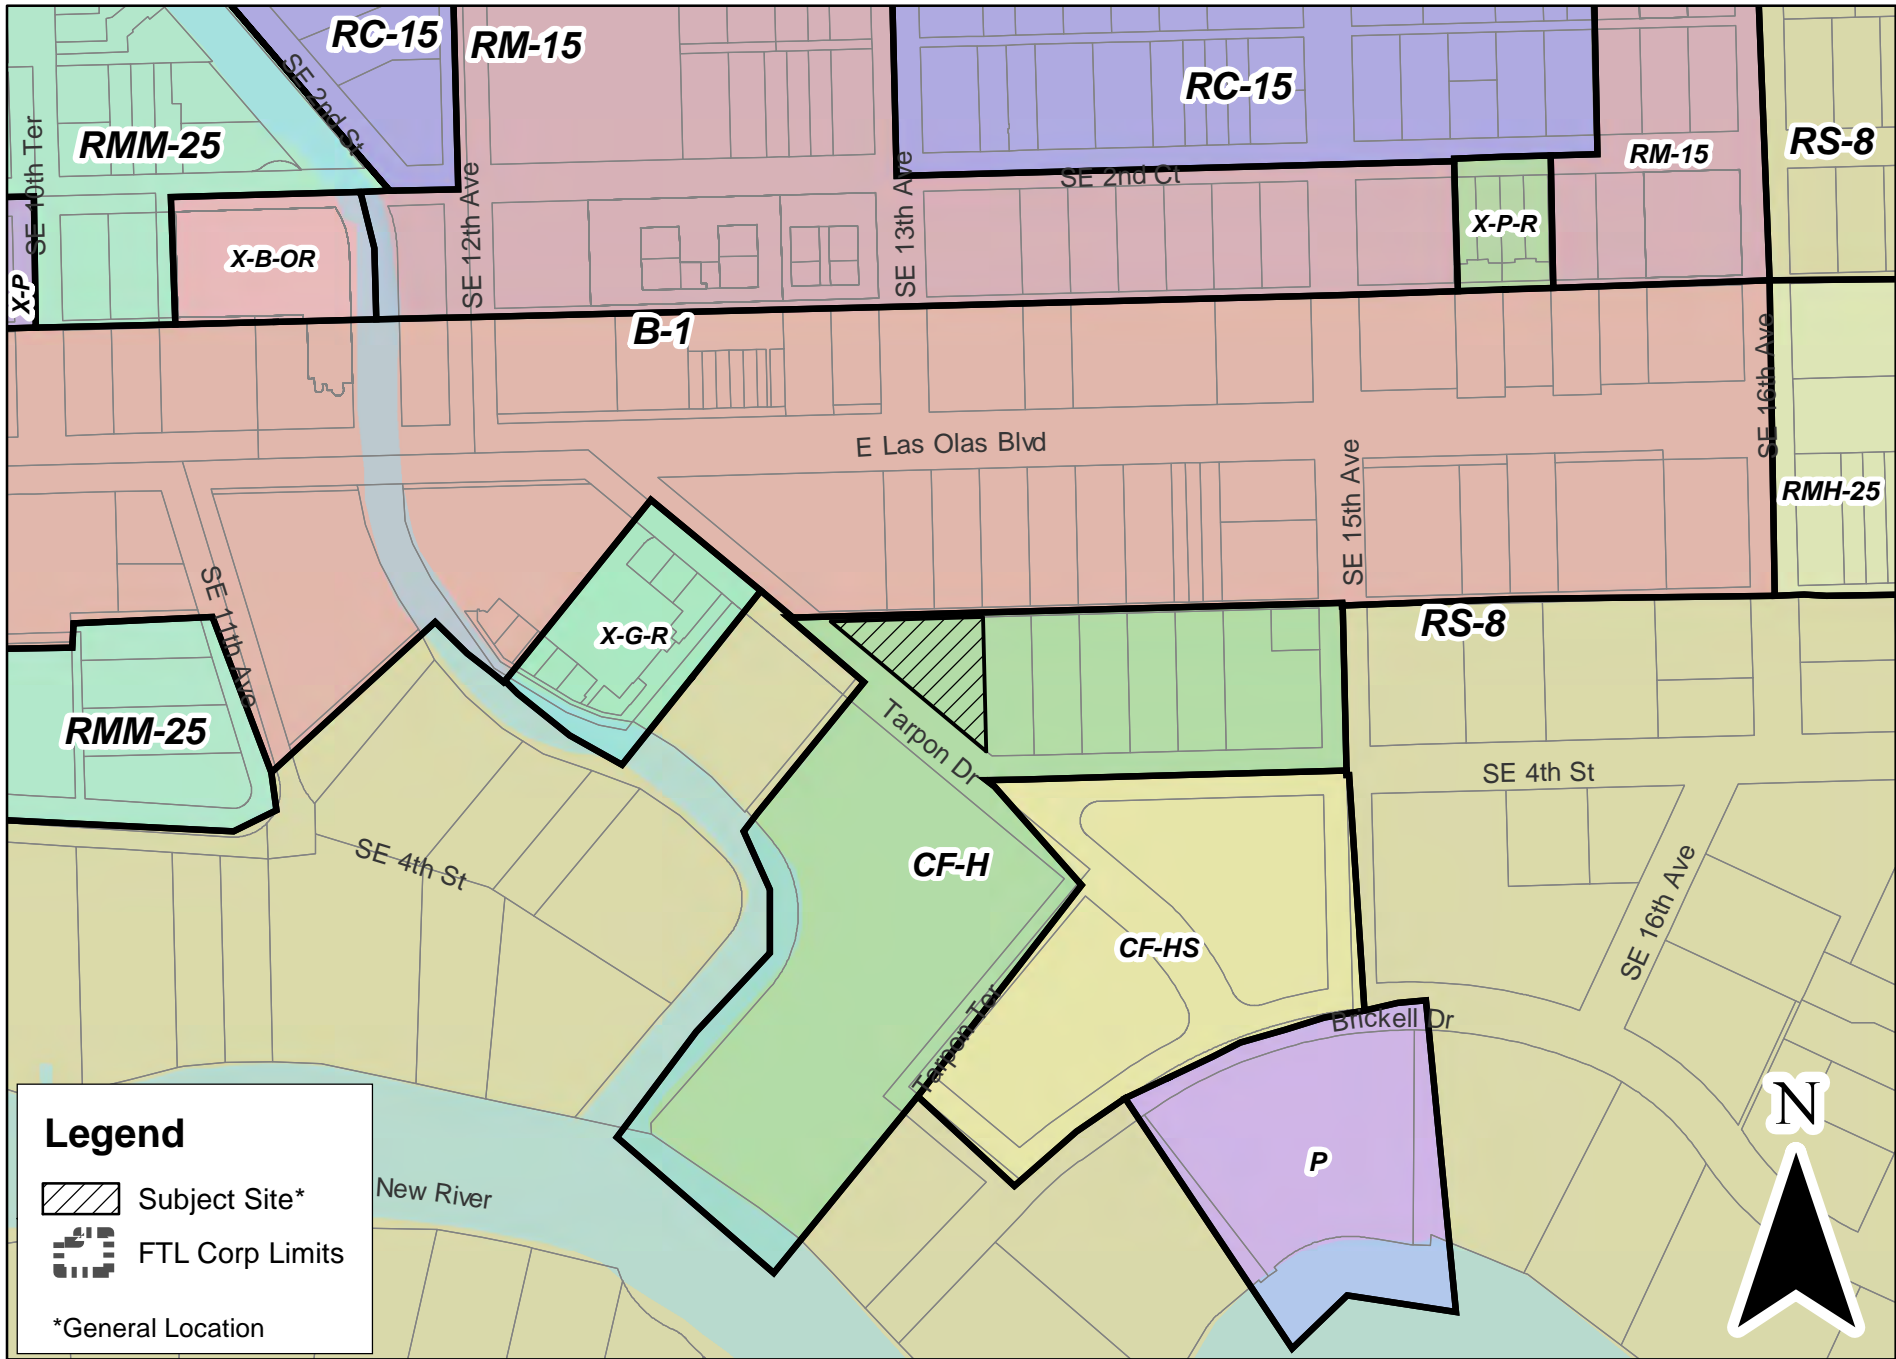 RC-15
RM-15
RC-15
SE 2nd St
RMM-25
SE 10th Ter
RM-15
RS-8
SE 2nd Ct
SE 13th Ave
SE 12th Ave
X-P-R
X-B-OR
X-P
B-1
SE 16th Ave
E Las Olas Blvd
SE 15th Ave
RMH-25
SE 11th Ave
X-G-R
RS-8
RMM-25
Tarpon Dr
SE 4th St
SE 4th St
CF-H
SE 16th Ave
CF-HS
Tarpon Ter
Brickell Dr
N
P
New River
Legend
Subject Site*
FTL Corp Limits
*General Location